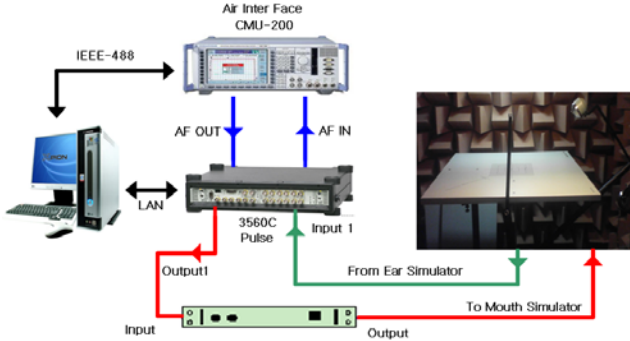 Air Inter Face
CMU-200
IEEE-488
AF OUT
AF IN
LAN
3560C
Pulse
Input 1
Output1
From Ear Simulator
To Mouth Simulator
Input
Output